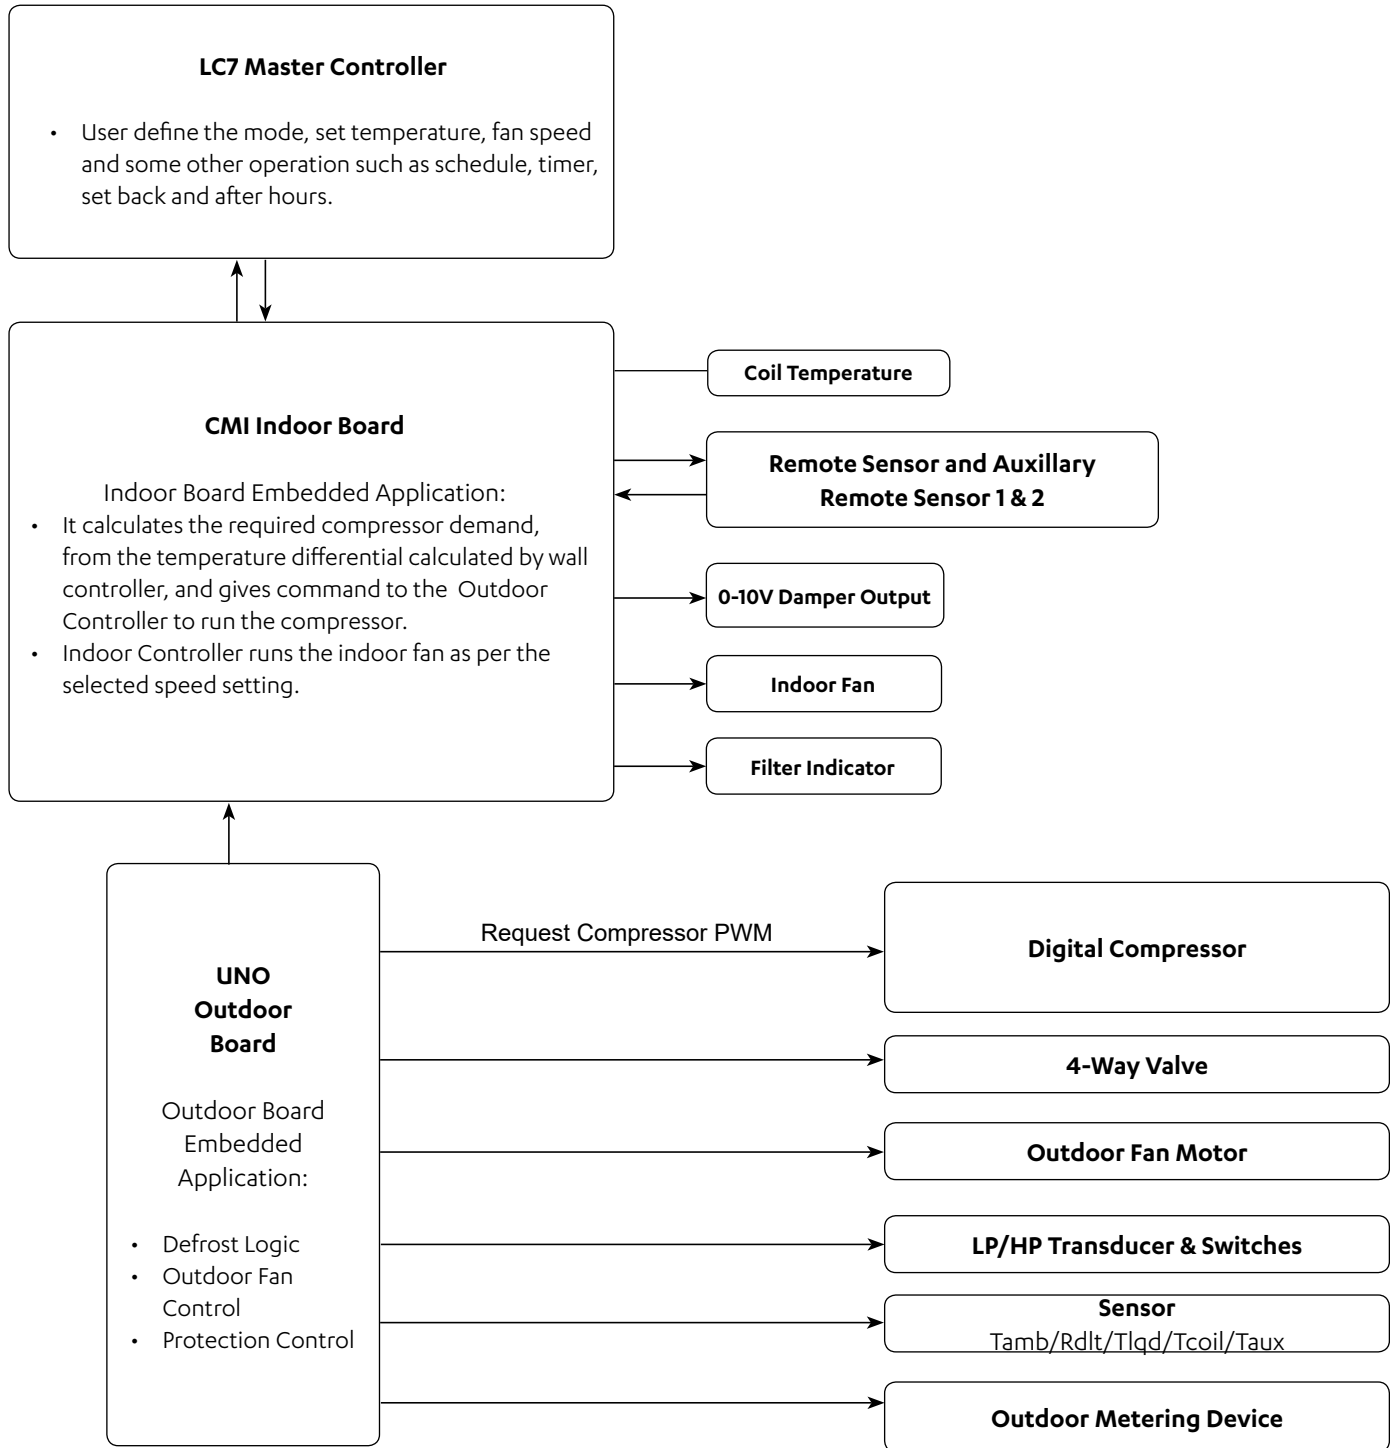 LC7 Master Controller
• User define the mode, set temperature, fan speed
and some other operation such as schedule, timer,
set back and after hours.
CMI Indoor Board
Indoor Board Embedded Application:
• It calculates the required compressor demand,
from the temperature differential calculated by wall
controller, and gives command to the Outdoor
Controller to run the compressor.
• Indoor Controller runs the indoor fan as per the
selected speed setting.
Coil Temperature
Remote Sensor and Auxillary
Remote Sensor 1 & 2
0-10V Damper Output
Indoor Fan
Filter Indicator
UNO
Outdoor
Board
Outdoor Board
Embedded
Application:
• Defrost Logic
• Outdoor Fan
Control
• Protection Control
Request Compressor PWM
Digital Compressor
4-Way Valve
Outdoor Fan Motor
LP/HP Transducer & Switches
Sensor
Tamb/Rdlt/Tlqd/Tcoil/Taux
Outdoor Metering Device